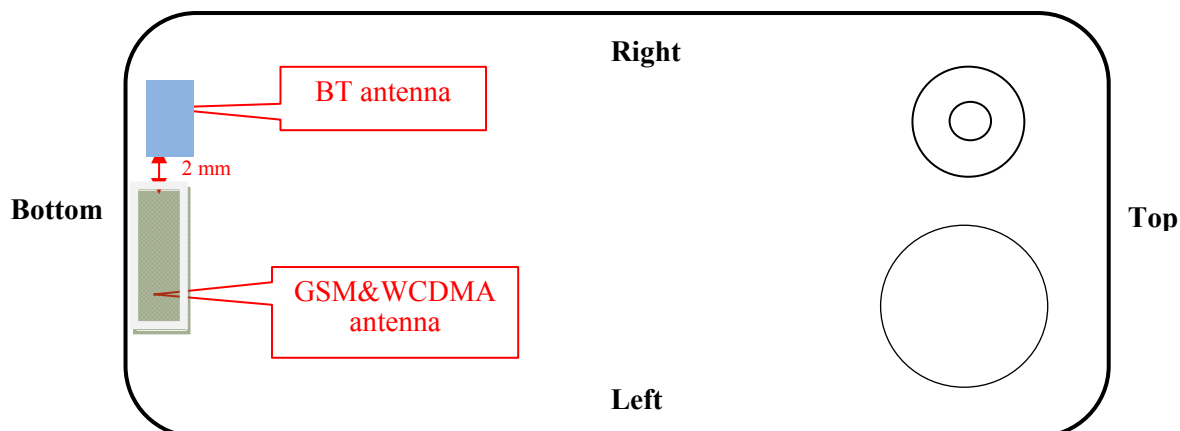 Right
BT antenna
2 mm
Bottom
Top
GSM&WCDMA
antenna
Left